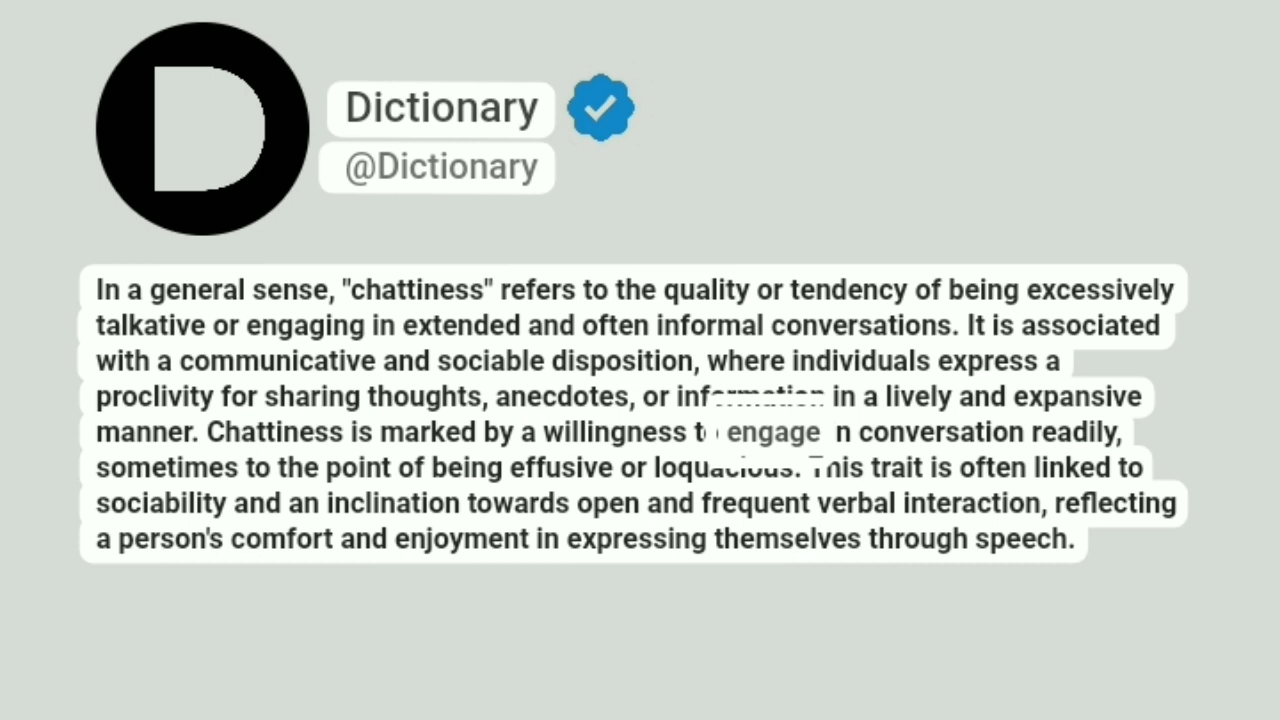 D
Dictionary
@Dictionary
In a general sense, "chattiness" refers to the quality or tendency of being excessively
talkative or engaging in extended and often informal conversations. It is associated
with a communicative and sociable disposition, where individuals express a
proclivity for sharing thoughts, anecdotes, or information in a lively and expansive
manner. Chattiness is marked by a willingness to engage n conversation readily,
sometimes to the point of being effusive or loquacious. This trait is often linked to
sociability and an inclination towards open and frequent verbal interaction, reflecting
a person's comfort and enjoyment in expressing themselves through speech.